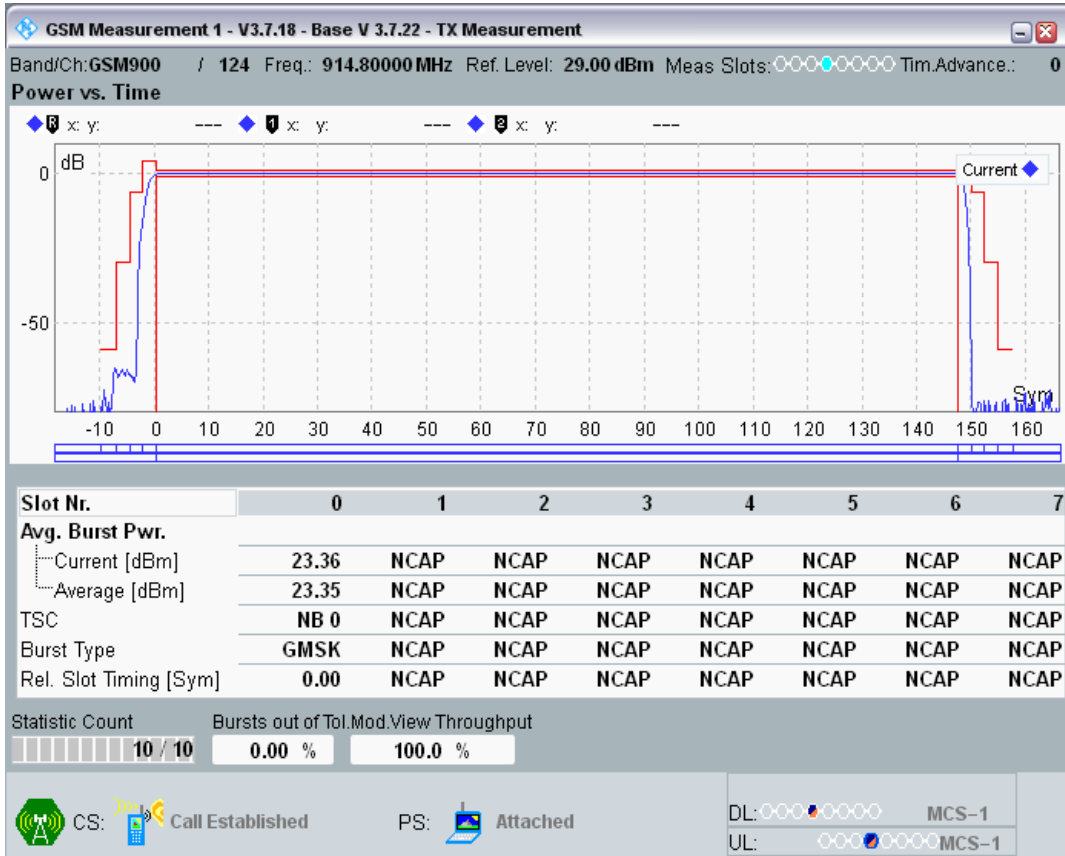 GSM Measurement 1 - V3.7.18 - Base V 3.7.22 - TX Measurement
Band/Ch:GSM900 / 124 Freq.: 914.80000 MHz Ref. Level: 29.00 dBm Meas Slots: Tim.Advance.: 0
Power vs. Time
R x: y: --- 1 x: y: --- 2 x: y: ---
dB
Current
0
-50
Sym
-10 0 10 20 30 40 50 60 70 80 90 100 110 120 130 140 150 160
Slot Nr. 0 1 2 3 4 5 6 7
Avg. Burst Pwr.
Current [dBm] 23.36 NCAP NCAP NCAP NCAP NCAP NCAP NCAP
Average [dBm] 23.35 NCAP NCAP NCAP NCAP NCAP NCAP NCAP
TSC NB 0 NCAP NCAP NCAP NCAP NCAP NCAP NCAP
Burst Type GMSK NCAP NCAP NCAP NCAP NCAP NCAP NCAP
Rel. Slot Timing [Sym] 0.00 NCAP NCAP NCAP NCAP NCAP NCAP NCAP
Statistic Count Bursts out of Tol.Mod.View Throughput
10 / 10 0.00 % 100.0 %
CS: Call Established PS: Attached
DL: MCS-1
UL: MCS-1